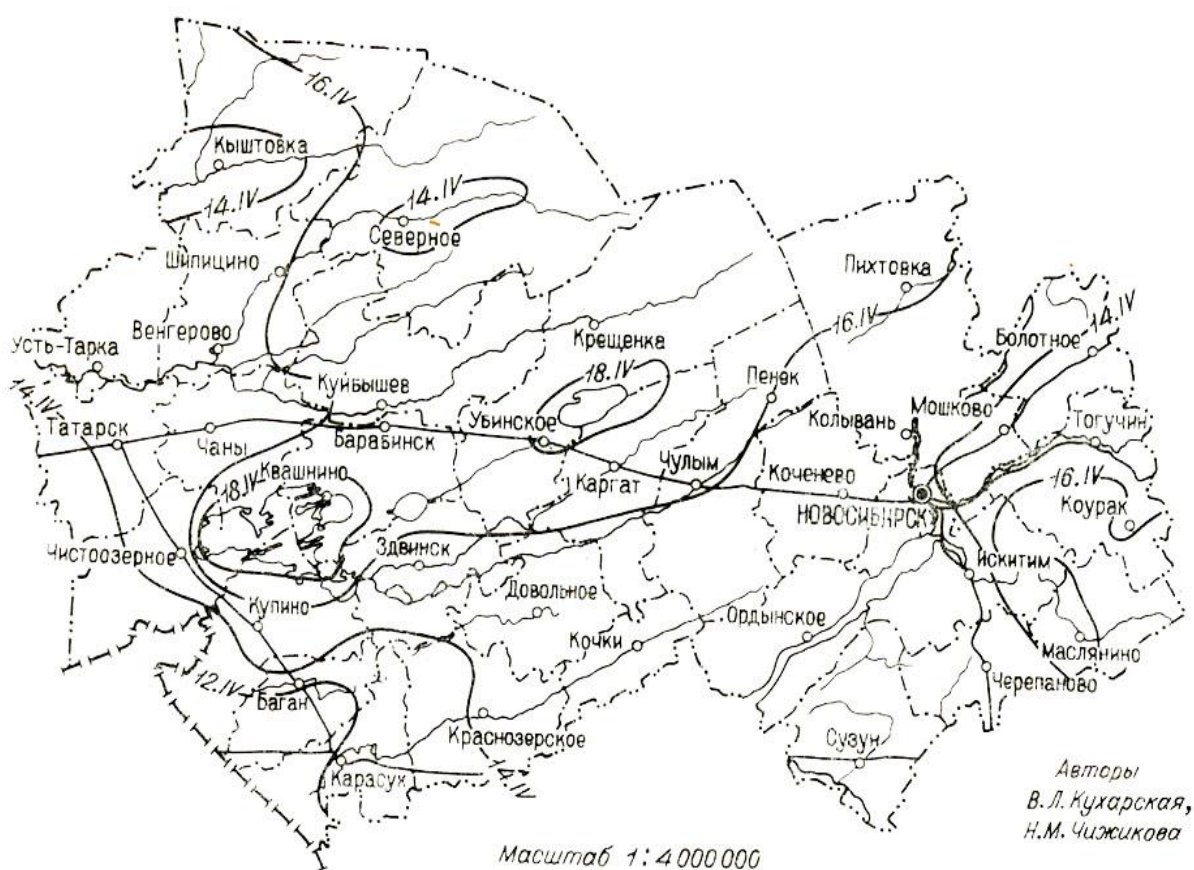 16.IV
Кыштовка
14.IV
14.IV
Северное
Шипицино
Пихтовка
Венгерово
Усть-Тарка
16.IV
14.IV
Болотное
Крещенка
18.IV
Куйбышев
Пенек
14.IV
Татарск
Чаны
Барабинск
Убинское
Колывань
Мошково
Тогучин
Квашнино
18.IV
Каргат
Чулым
Коченево
16.IV
Коурак
НОВОСИБИРСК
Чистоозерное
Здвинск
Искитим
Купино
Довольное
Кочки
Ордынское
Маслянино
12.IV
Баган
Черепаново
Краснозерское
Сузун
Карасук
14.IV
Авторы
В.Л.Кухарская,
Н.М.Чижикова
Масштаб 1:4000000